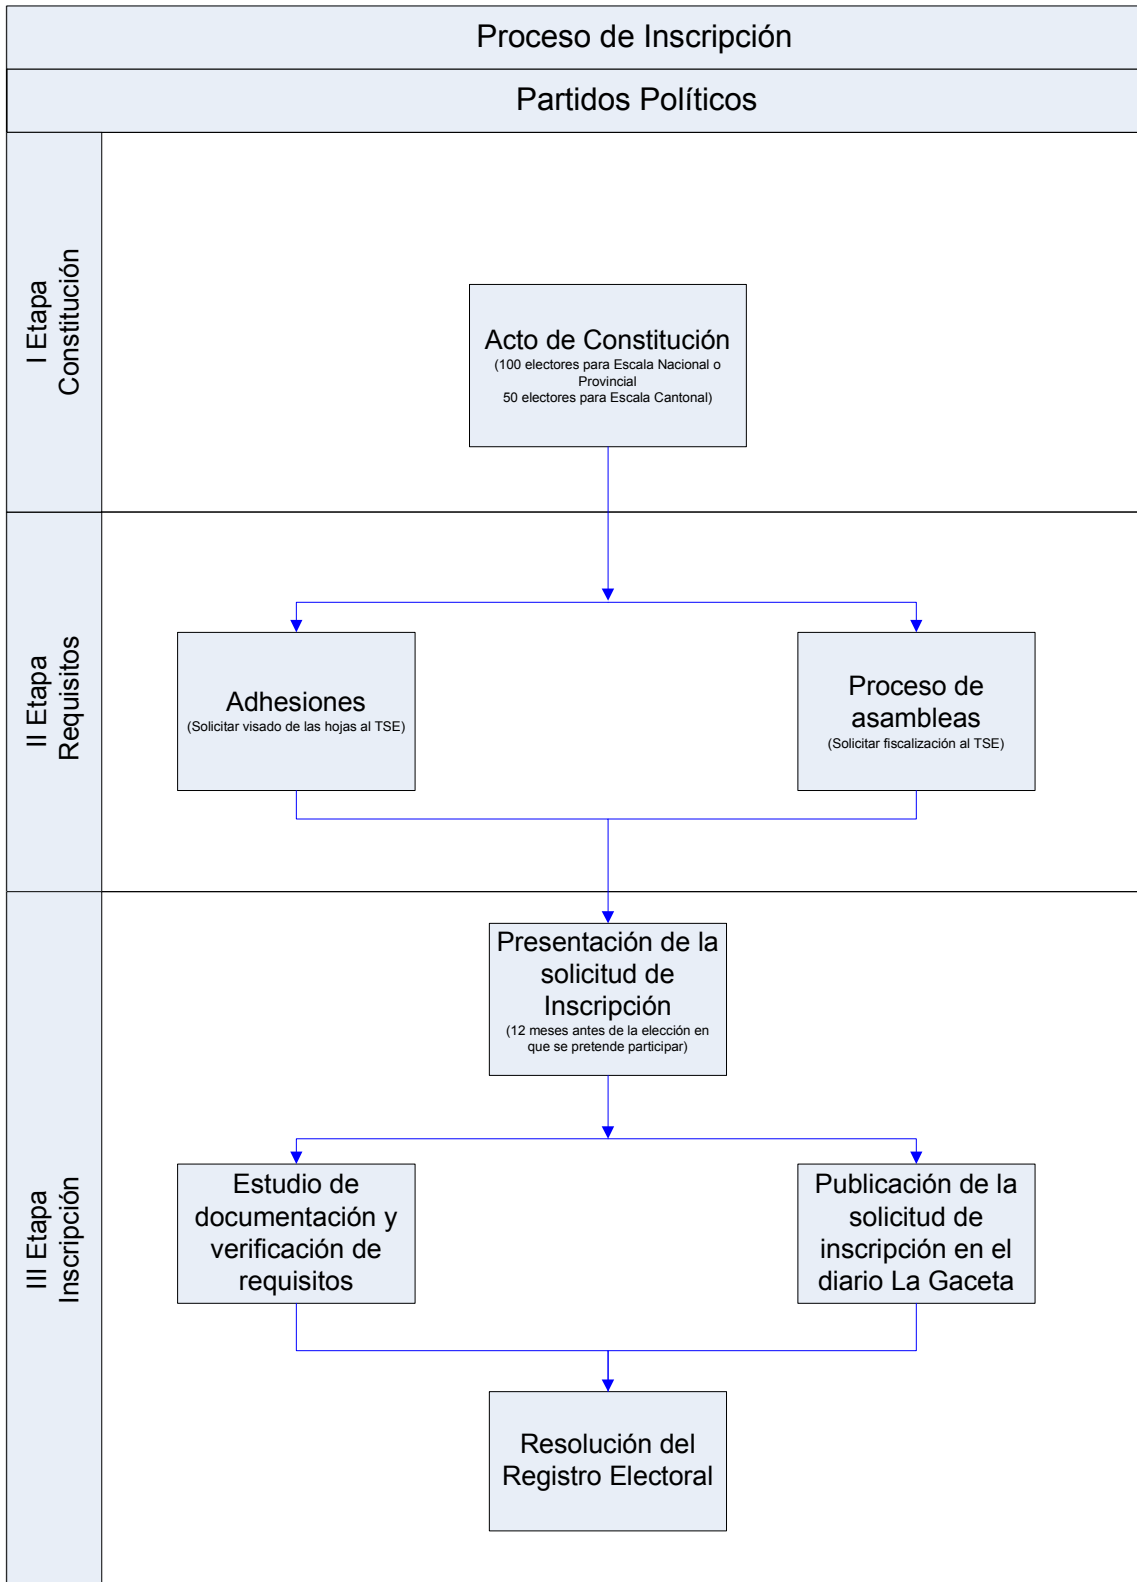 Proceso de Inscripción
Partidos Políticos
I Etapa
Constitución
Acto de Constitución
(100 electores para Escala Nacional o
Provincial
50 electores para Escala Cantonal)
II Etapa
Requisitos
Adhesiones
(Solicitar visado de las hojas al TSE)
Proceso de
asambleas
(Solicitar fiscalización al TSE)
III Etapa
Inscripción
Presentación de la
solicitud de
Inscripción
(12 meses antes de la elección en
que se pretende participar)
Estudio de
documentación y
verificación de
requisitos
Publicación de la
solicitud de
inscripción en el
diario La Gaceta
Resolución del
Registro Electoral